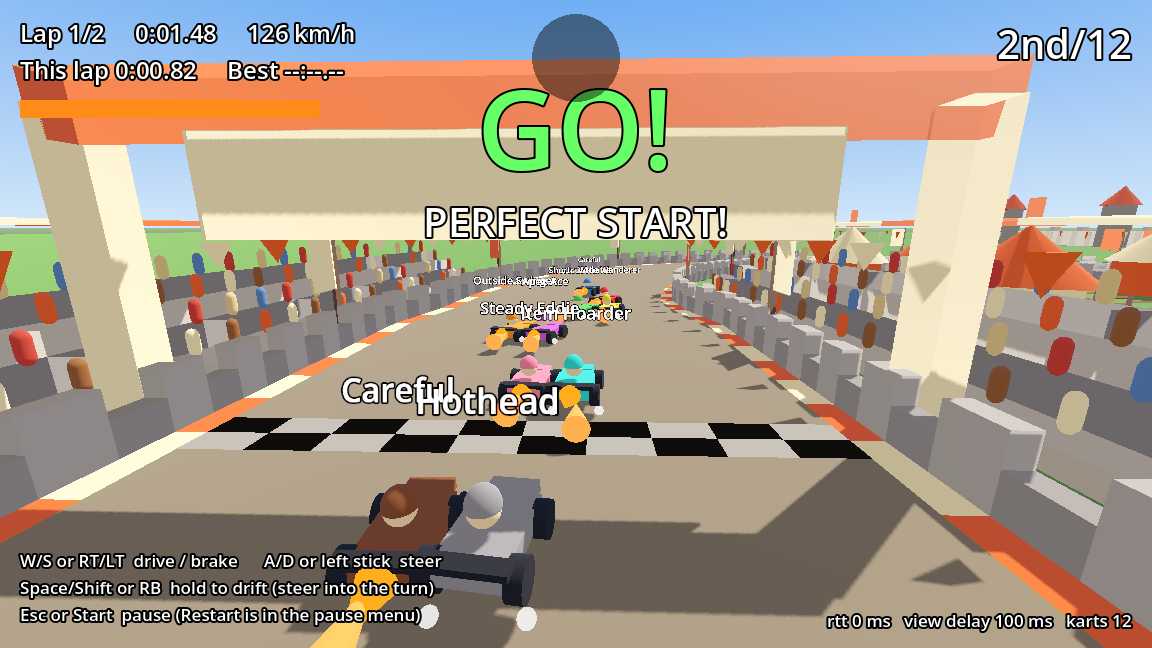 Lap 1/2 0:01.48 126 km/h
2nd/12
This lap 0:00.82 Best --:--.--
GO!
PERFECT START!
Careful
Wanderer
Outside
Steady Eddie
Item Hoarder
Careful
Hothead
W/S or RT/LT drive / brake A/D or left stick steer
Space/Shift or RB hold to drift (steer into the turn)
Esc or Start pause (Restart is in the pause menu)
rtt 0 ms view delay 100 ms karts 12